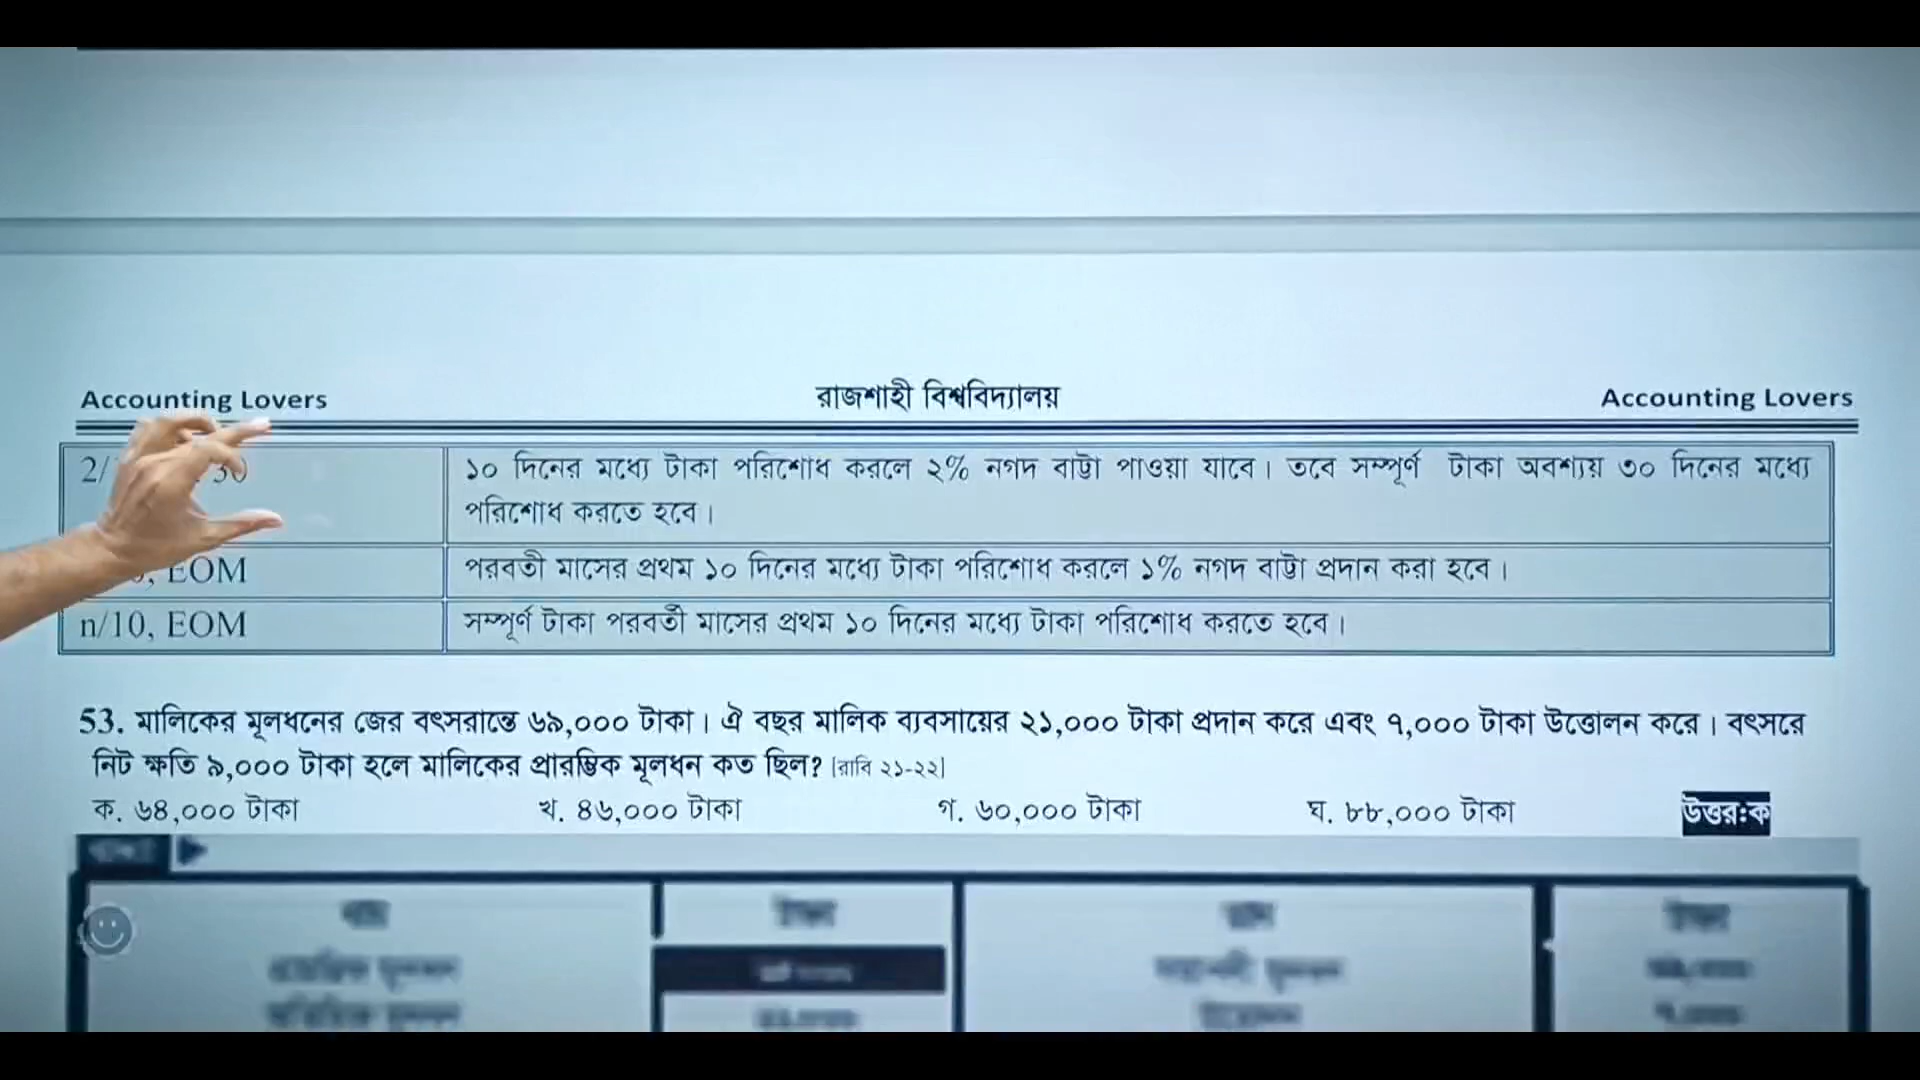 Accounting Lovers রাজশাহী বিশ্ববিদ্যালয় Accounting Lovers
2/ 30 ১০ দিনের মধ্যে টাকা পরিশোধ করলে ২% নগদ বাট্টা পাওয়া যাবে। তবে সম্পূর্ণ টাকা অবশ্যয় ৩০ দিনের মধ্যে
পরিশোধ করতে হবে।
EOM পরবর্তী মাসের প্রথম ১০ দিনের মধ্যে টাকা পরিশোধ করলে ১% নগদ বাট্টা প্রদান করা হবে।
n/10, EOM সম্পূর্ণ টাকা পরবর্তী মাসের প্রথম ১০ দিনের মধ্যে টাকা পরিশোধ করতে হবে।
53. মালিকের মূলধনের জের বৎসরান্তে ৬৯,০০০ টাকা। ঐ বছর মালিক ব্যবসায়ের ২১,০০০ টাকা প্রদান করে এবং ৭,০০০ টাকা উত্তোলন করে। বৎসরে
নিট ক্ষতি ৯,০০০ টাকা হলে মালিকের প্রারম্ভিক মূলধন কত ছিল? [রাবি ২১-২২]
ক. ৬৪,০০০ টাকা খ. ৪৬,০০০ টাকা গ. ৬০,০০০ টাকা ঘ. ৮৮,০০০ টাকা উত্তর:ক